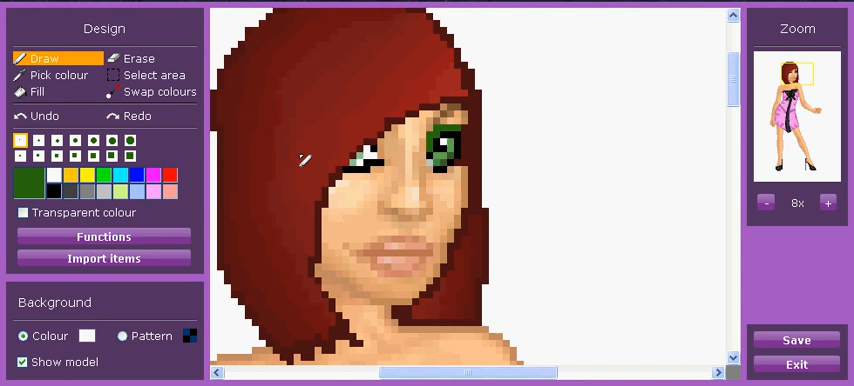 Design
Draw
Erase
Pick colour
Select area
Fill
Swap colours
Undo
Redo
Transparent colour
Functions
Import items
Background
Colour
Pattern
Show model
Zoom
- 8x +
Save
Exit